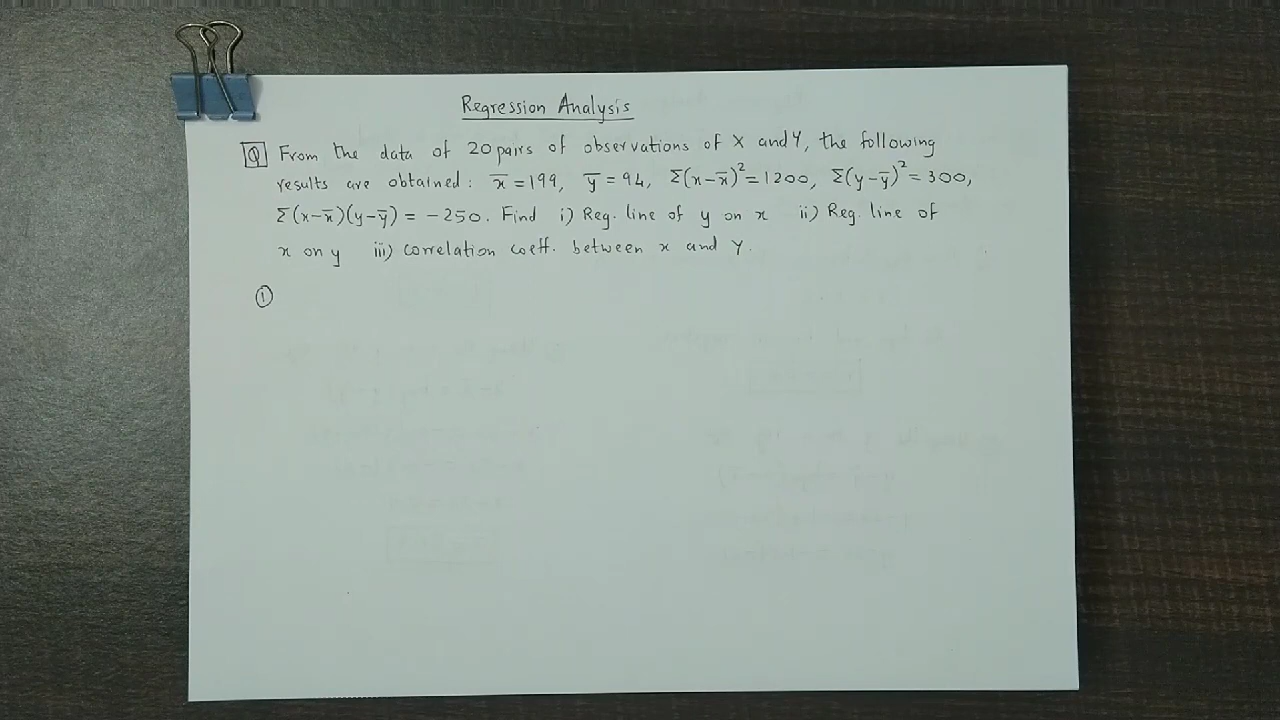 Regression Analysis
Q From the data of 20 pairs of observations of X and Y, the following
results are obtained: x̅ = 199, y̅ = 94, Σ(x-x̅)² = 1200, Σ(y-y̅)² = 300,
Σ(x-x̅)(y-y̅) = -250. Find i) Reg. line of y on x ii) Reg. line of
x on y iii) correlation coeff. between x and y.
①